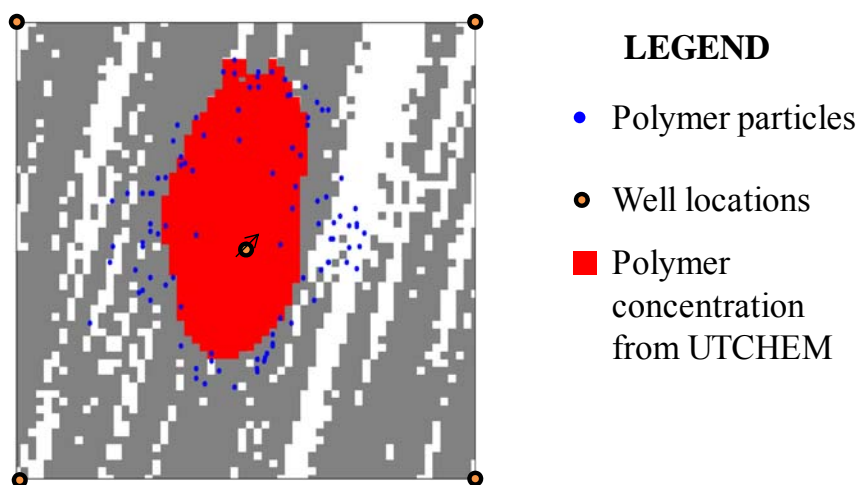 LEGEND
Polymer particles
Well locations
Polymer
concentration
from UTCHEM